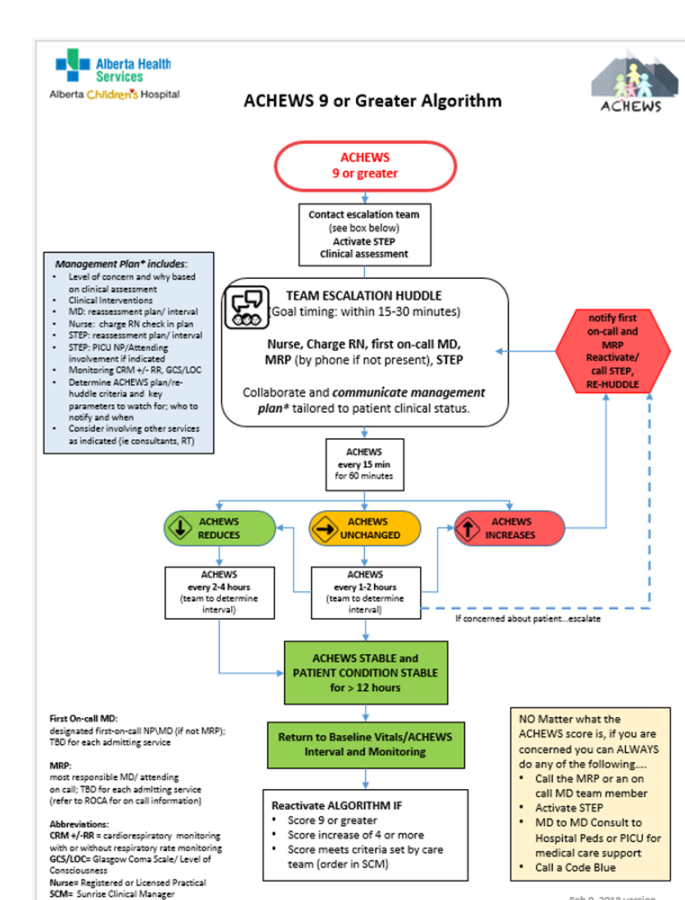 Alberta Health
Services
Alberta Children's Hospital
ACHEWS 9 or Greater Algorithm
ACHEWS
ACHEWS
9 or greater
Contact escalation team
(see box below)
Activate STEP
Clinical assessment
Management Plan* includes:
• Level of concern and why based
on clinical assessment
• Clinical Interventions
• MD: reassessment plan/ interval
• Nurse: charge RN check in plan
• STEP: reassessment plan/ interval
• STEP: PICU NP/Attending
involvement if indicated
• Monitoring CRM +/- RR, GCS/LOC
• Determine ACHEWS plan/re-
huddle criteria and key
parameters to watch for; who to
notify and when
• Consider involving other services
as indicated (ie consultants, RT)
TEAM ESCALATION HUDDLE
(Goal timing: within 15-30 minutes)
Nurse, Charge RN, first on-call MD,
MRP (by phone if not present), STEP
Collaborate and communicate management
plan* tailored to patient clinical status.
notify first
on-call and
MRP
Reactivate/
call STEP,
RE-HUDDLE
ACHEWS
every 15 min
for 60 minutes
ACHEWS
REDUCES
ACHEWS
UNCHANGED
ACHEWS
INCREASES
ACHEWS
every 2-4 hours
(team to determine
interval)
ACHEWS
every 1-2 hours
(team to determine
interval)
If concerned about patient...escalate
ACHEWS STABLE and
PATIENT CONDITION STABLE
for > 12 hours
Return to Baseline Vitals/ACHEWS
Interval and Monitoring
Reactivate ALGORITHM IF
• Score 9 or greater
• Score increase of 4 or more
• Score meets criteria set by care
team (order in SCM)
First On-call MD:
designated first-on-call NP\MD (if not MRP);
TBD for each admitting service
MRP:
most responsible MD/ attending
on call; TBD for each admitting service
(refer to ROCA for on call information)
Abbreviations:
CRM +/-RR = cardiorespiratory monitoring
with or without respiratory rate monitoring
GCS/LOC= Glasgow Coma Scale/ Level of
Consciousness
Nurse= Registered or Licensed Practical
SCM= Sunrise Clinical Manager
NO Matter what the
ACHEWS score is, if you are
concerned you can ALWAYS
do any of the following....
• Call the MRP or an on
call MD team member
• Activate STEP
• MD to MD Consult to
Hospital Peds or PICU for
medical care support
• Call a Code Blue
2018 version